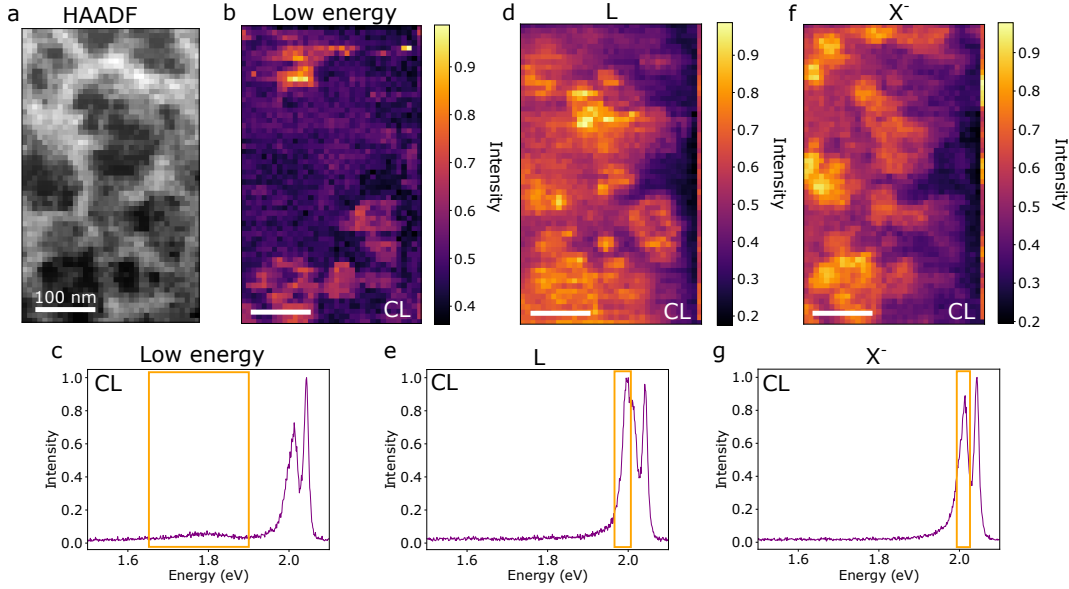 a HAADF
100 nm
b Low energy
CL
0.9
0.8
0.7
0.6
0.5
0.4
Intensity
d L
CL
0.9
0.8
0.7
0.6
0.5
0.4
0.3
0.2
Intensity
f X-
CL
0.9
0.8
0.7
0.6
0.5
0.4
0.3
0.2
Intensity
c Low energy
CL
Intensity
1.0
0.8
0.6
0.4
0.2
0.0
1.6 1.8 2.0
Energy (eV)
e L
CL
Intensity
1.0
0.8
0.6
0.4
0.2
0.0
1.6 1.8 2.0
Energy (eV)
g X-
CL
Intensity
1.0
0.8
0.6
0.4
0.2
0.0
1.6 1.8 2.0
Energy (eV)